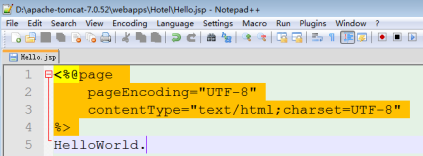 D:\apache-tomcat-7.0.52\webapps\Hotel\Hello.jsp - Notepad++
File Edit Search View Encoding Language Settings Macro Run Plugins Window ?
Hello.jsp
1 <%@page
2 pageEncoding="UTF-8"
3 contentType="text/html;charset=UTF-8"
4 %>
5 HelloWorld.